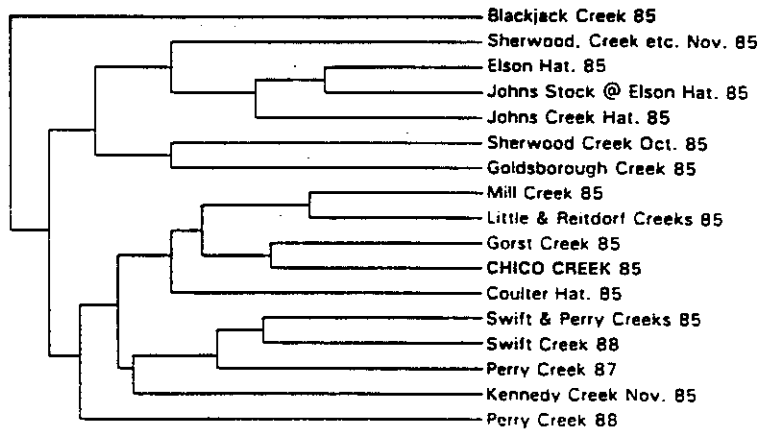 Blackjack Creek 85
Sherwood, Creek etc. Nov. 85
Elson Hat. 85
Johns Stock @ Elson Hat. 85
Johns Creek Hat. 85
Sherwood Creek Oct. 85
Goldsborough Creek 85
Mill Creek 85
Little & Reitdorf Creeks 85
Gorst Creek 85
CHICO CREEK 85
Coulter Hat. 85
Swift & Perry Creeks 85
Swift Creek 88
Perry Creek 87
Kennedy Creek Nov. 85
Perry Creek 88